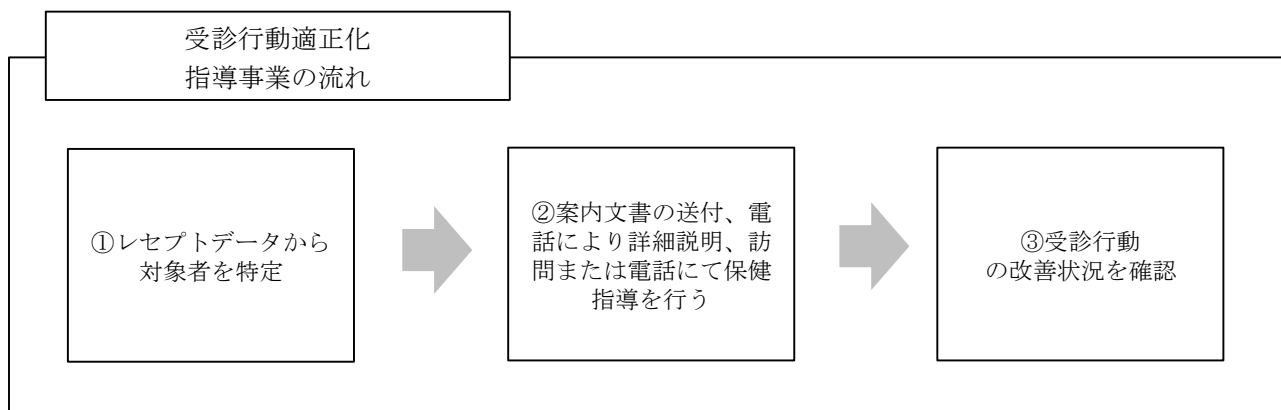 受診行動適正化
指導事業の流れ
①レセプトデータから
対象者を特定
②案内文書の送付、電
話により詳細説明、訪
問または電話にて保健
指導を行う
③受診行動
の改善状況を確認